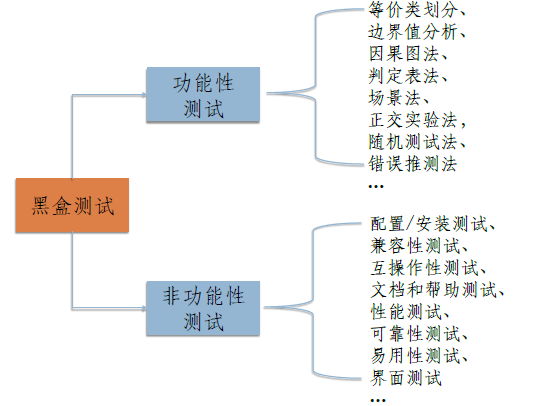 等价类划分、
边界值分析、
因果图法、
判定表法、
场景法、
正交实验法,
随机测试法、
错误推测法
...
功能性
测试
黑盒测试
配置/安装测试、
兼容性测试、
互操作性测试、
文档和帮助测试、
性能测试、
可靠性测试、
易用性测试、
界面测试
...
非功能性
测试